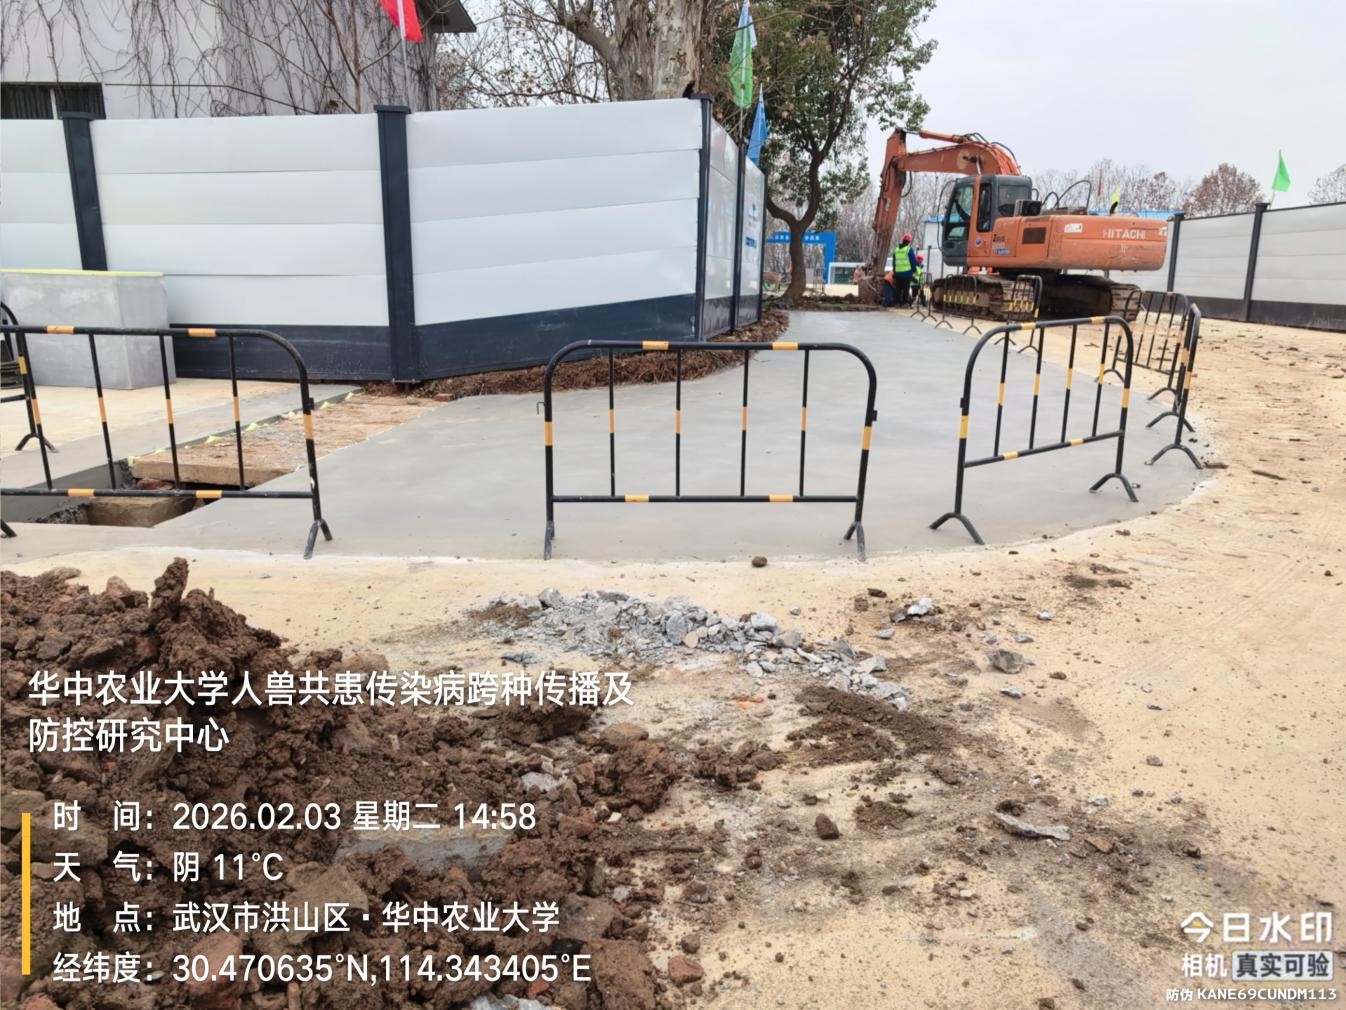 HITACHI
华中农业大学人兽共患传染病跨种传播及
防控研究中心
时 间：2026.02.03 星期二 14:58
天 气：阴 11℃
地 点：武汉市洪山区·华中农业大学
经纬度：30.470635°N,114.343405°E
今日水印
相机 真实可验
防伪 KANE69CUNDM113